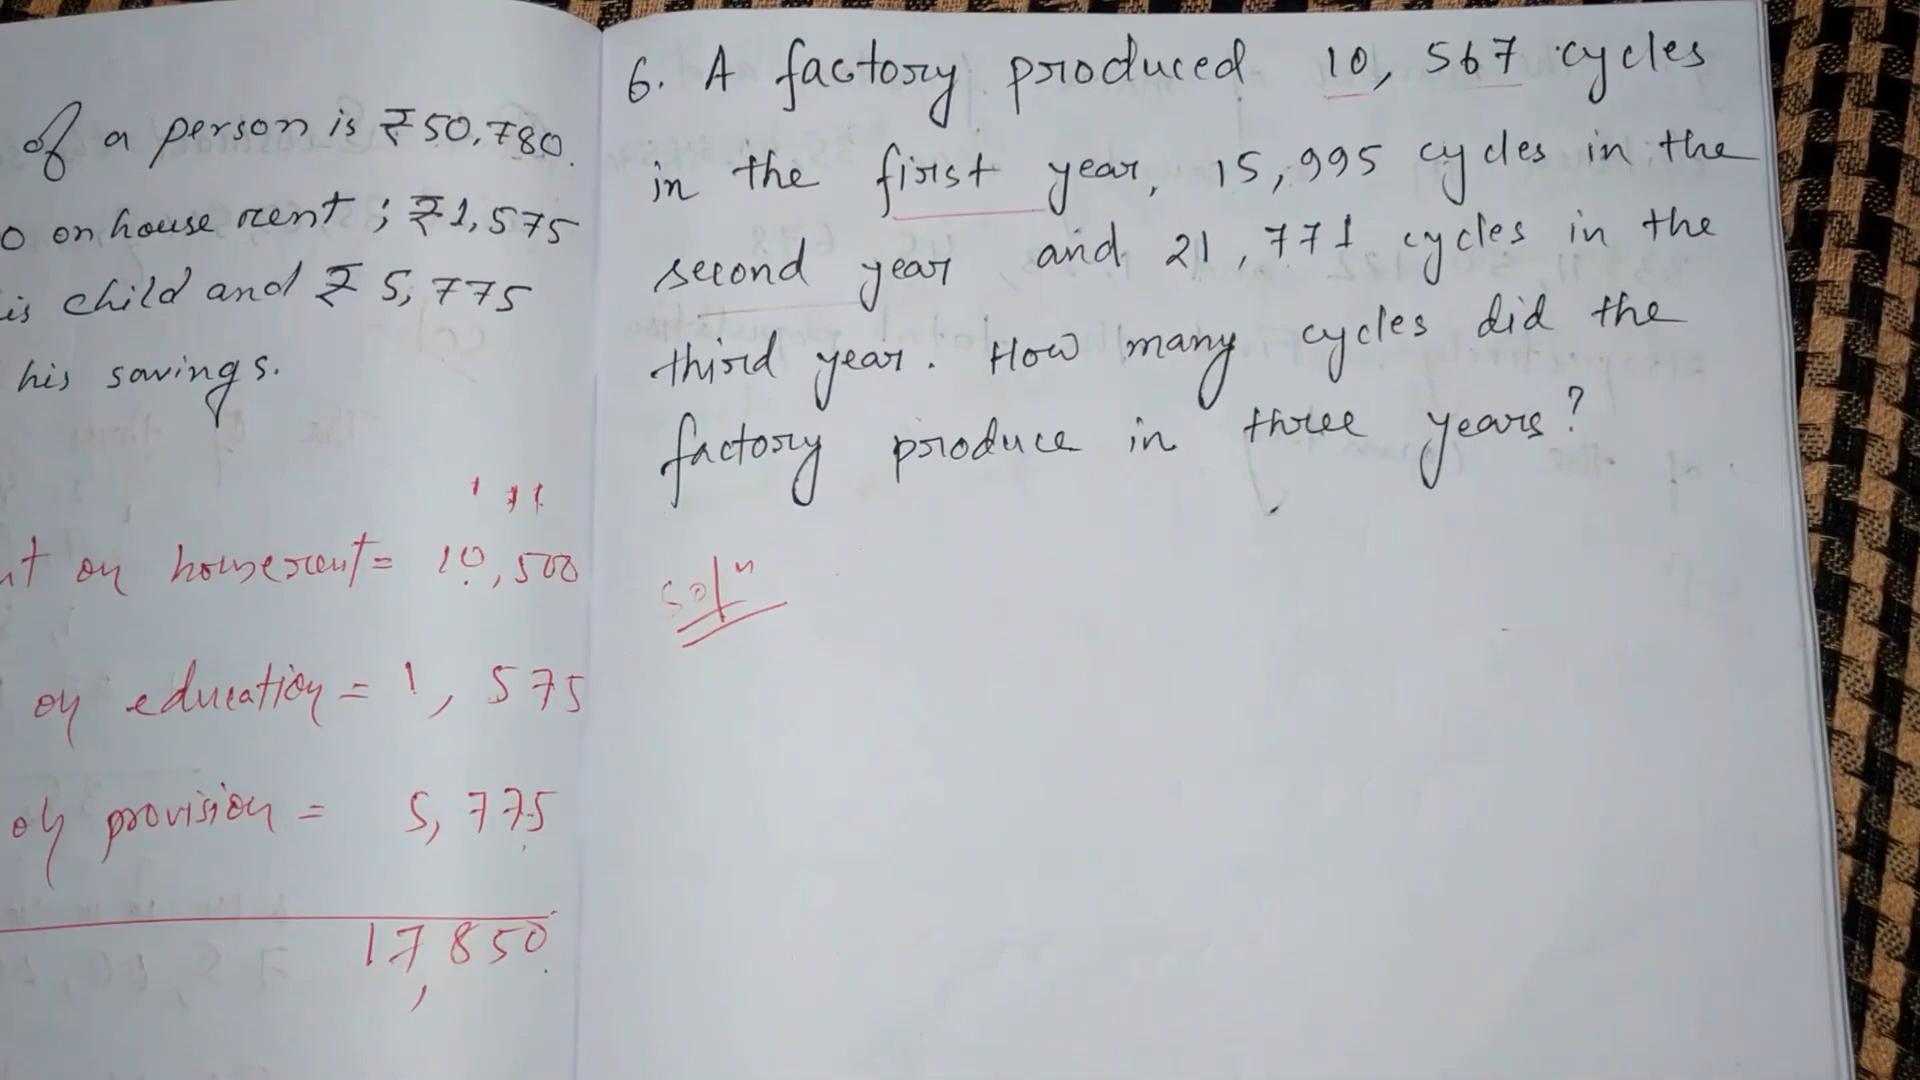 of a person is ₹50,780.
0 on house rent ; ₹1,575
is child and ₹ 5,775
his savings.
on houserent = 10,500
on education = 1,575
on provision = 5,775
17,850
6. A factory produced 10,567 cycles
in the first year, 15,995 cycles in the
second year and 21,771 cycles in the
third year. How many cycles did the
factory produce in three years?
Solⁿ